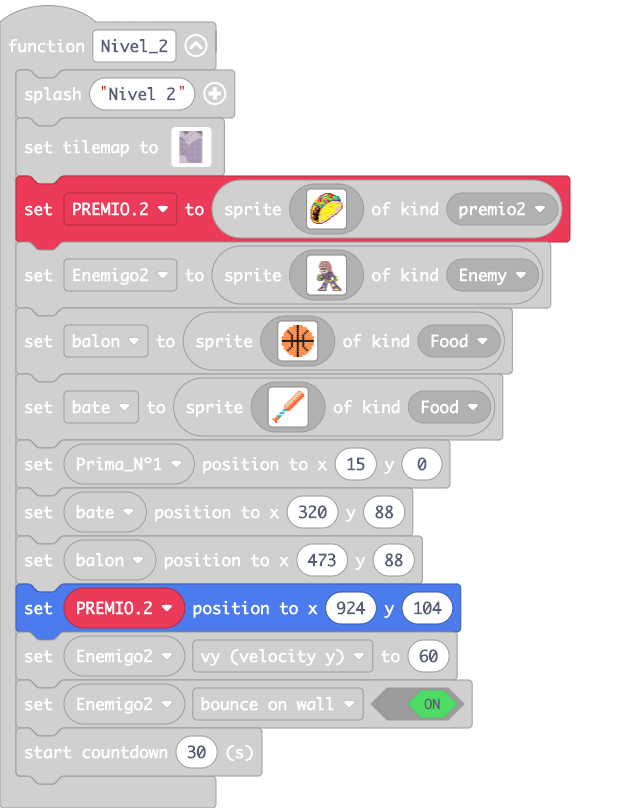 function Nivel_2
splash "Nivel 2"
set tilemap to
set PREMIO.2 to sprite of kind premio2
set Enemigo2 to sprite of kind Enemy
set balon to sprite of kind Food
set bate to sprite of kind Food
set Prima_Nº1 position to x 15 y 0
set bate position to x 320 y 88
set balon position to x 473 y 88
set PREMIO.2 position to x 924 y 104
set Enemigo2 vy (velocity y) to 60
set Enemigo2 bounce on wall ON
start countdown 30 (s)